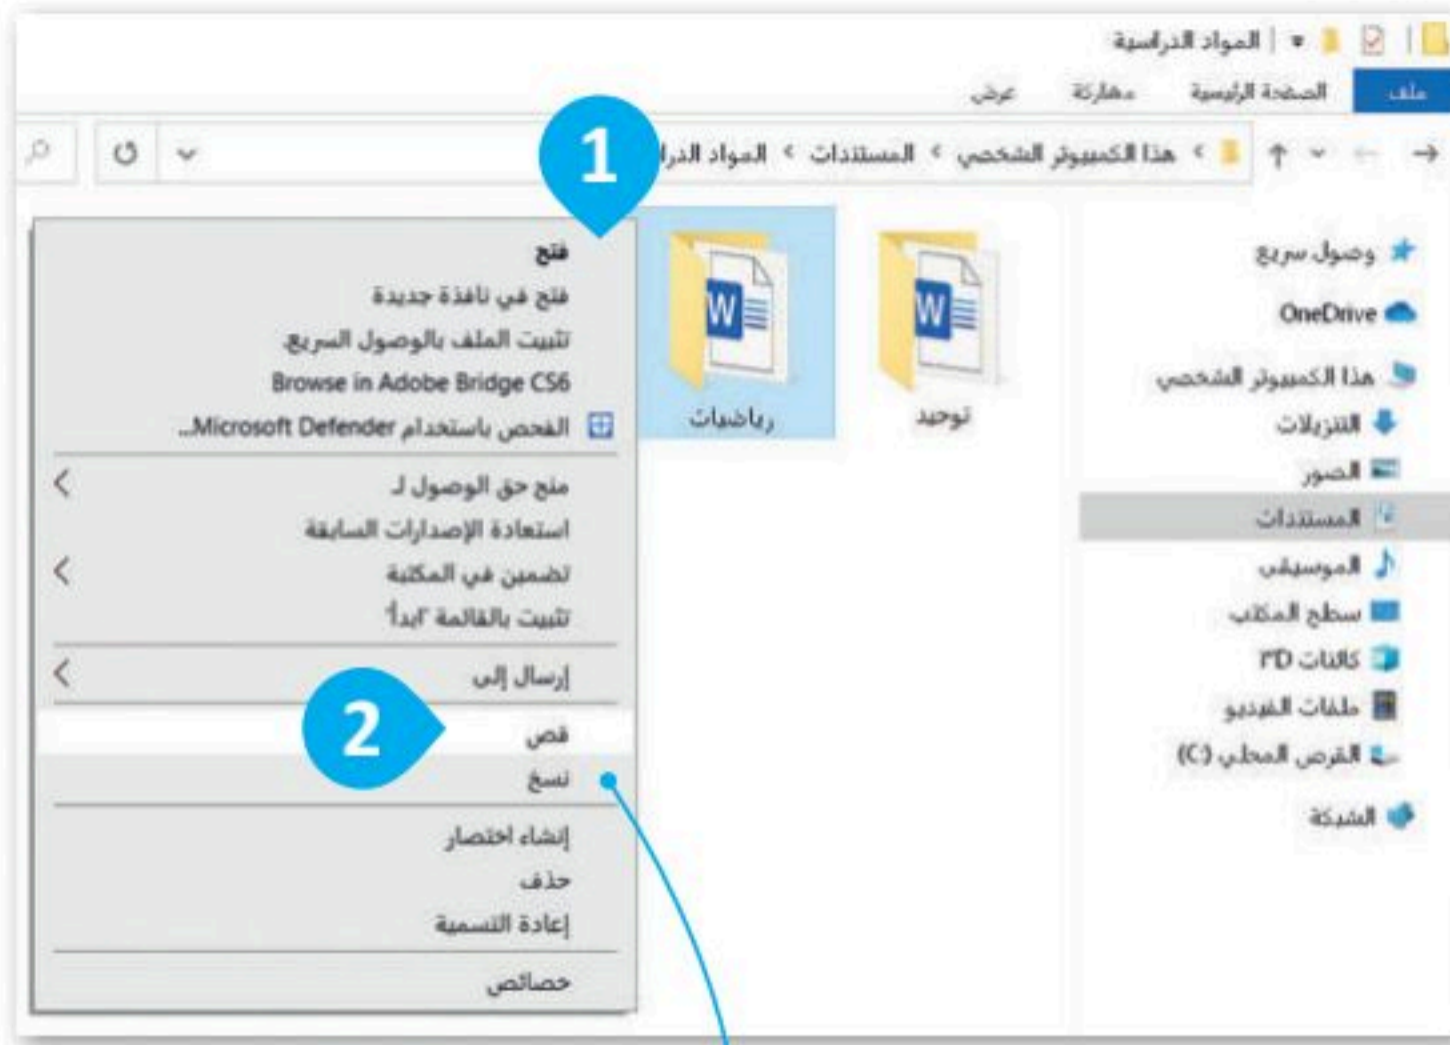 المواد الدراسية
ملف الصفحة الرئيسية مشاركة عرض
هذا الكمبيوتر الشخصي > المستندات > المواد الدرا
وصول سريع
OneDrive
هذا الكمبيوتر الشخصي
التنزيلات
الصور
المستندات
الموسيقى
سطح المكتب
كائنات ٣D
ملفات الفيديو
القرص المحلي (C:)
الشبكة
توحيد
رياضيات
1
فتح
فتح في نافذة جديدة
تثبيت الملف بالوصول السريع.
Browse in Adobe Bridge CS6
الفحص باستخدام Microsoft Defender...
منح حق الوصول لـ
استعادة الإصدارات السابقة
تضمين في المكتبة
تثبيت بالقائمة "ابدأ"
إرسال إلى
2
قص
نسخ
إنشاء اختصار
حذف
إعادة التسمية
خصائص